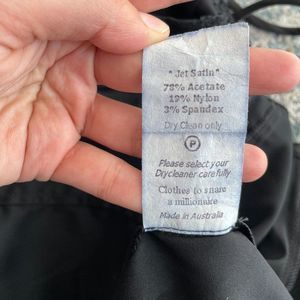 "Jet Satin"
78% Acetate
19% Nylon
3% Spandex
Dry Clean only
P
Please select your
Drycleaner carefully
Clothes to snare
a millionaire
Made in Australia